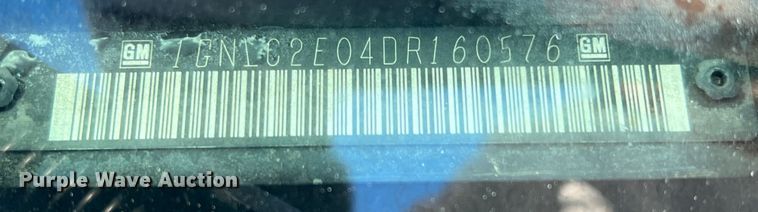 GM 1GNLC2E04DR160576 GM
Purple Wave Auction